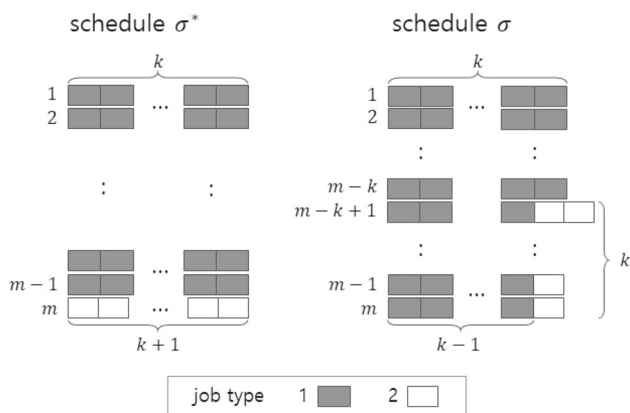 schedule σ*
schedule σ
k
k
1
2
...
1
2
...
:
:
:
:
m − k
m − k + 1
:
:
k
...
m − 1
...
m
...
k + 1
m − 1
...
m
k − 1
job type 1 2